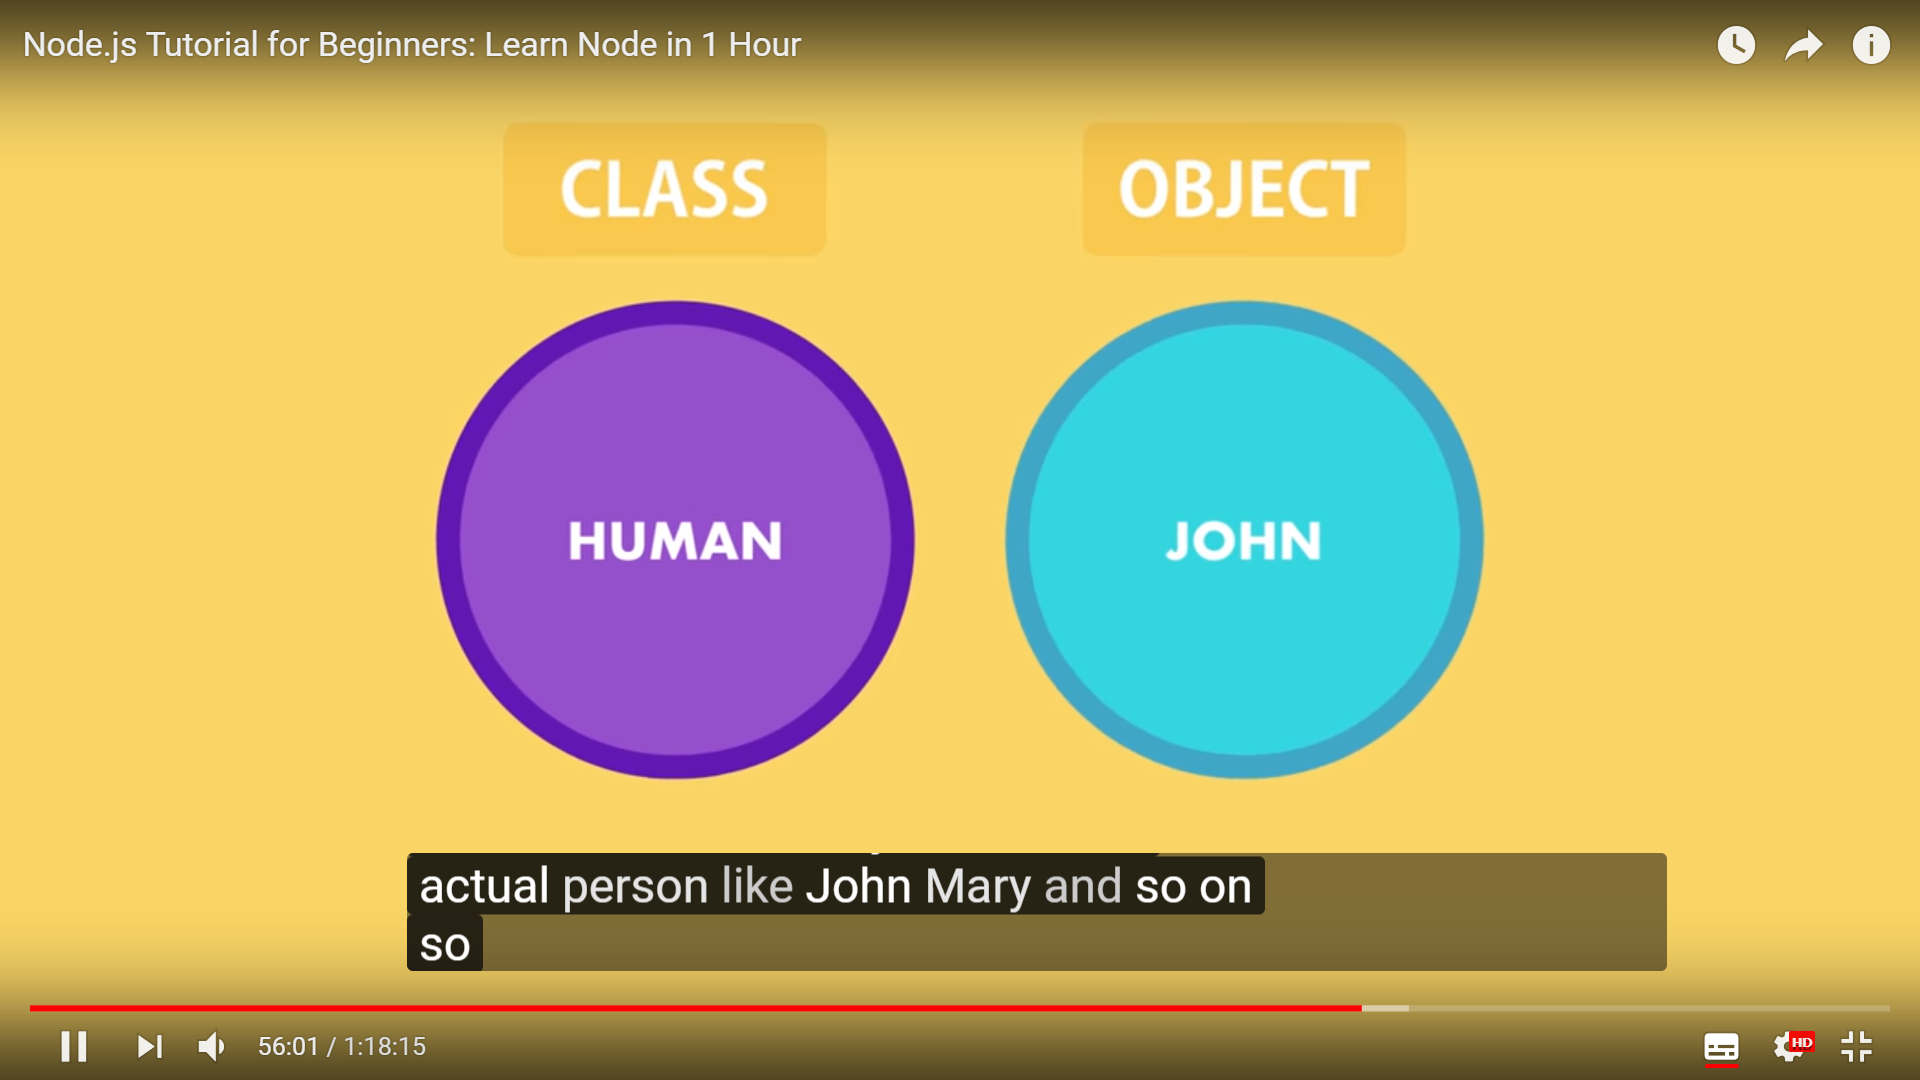 Node.js Tutorial for Beginners: Learn Node in 1 Hour
CLASS
OBJECT
HUMAN
JOHN
actual person like John Mary and so on
so
56:01 / 1:18:15
HD